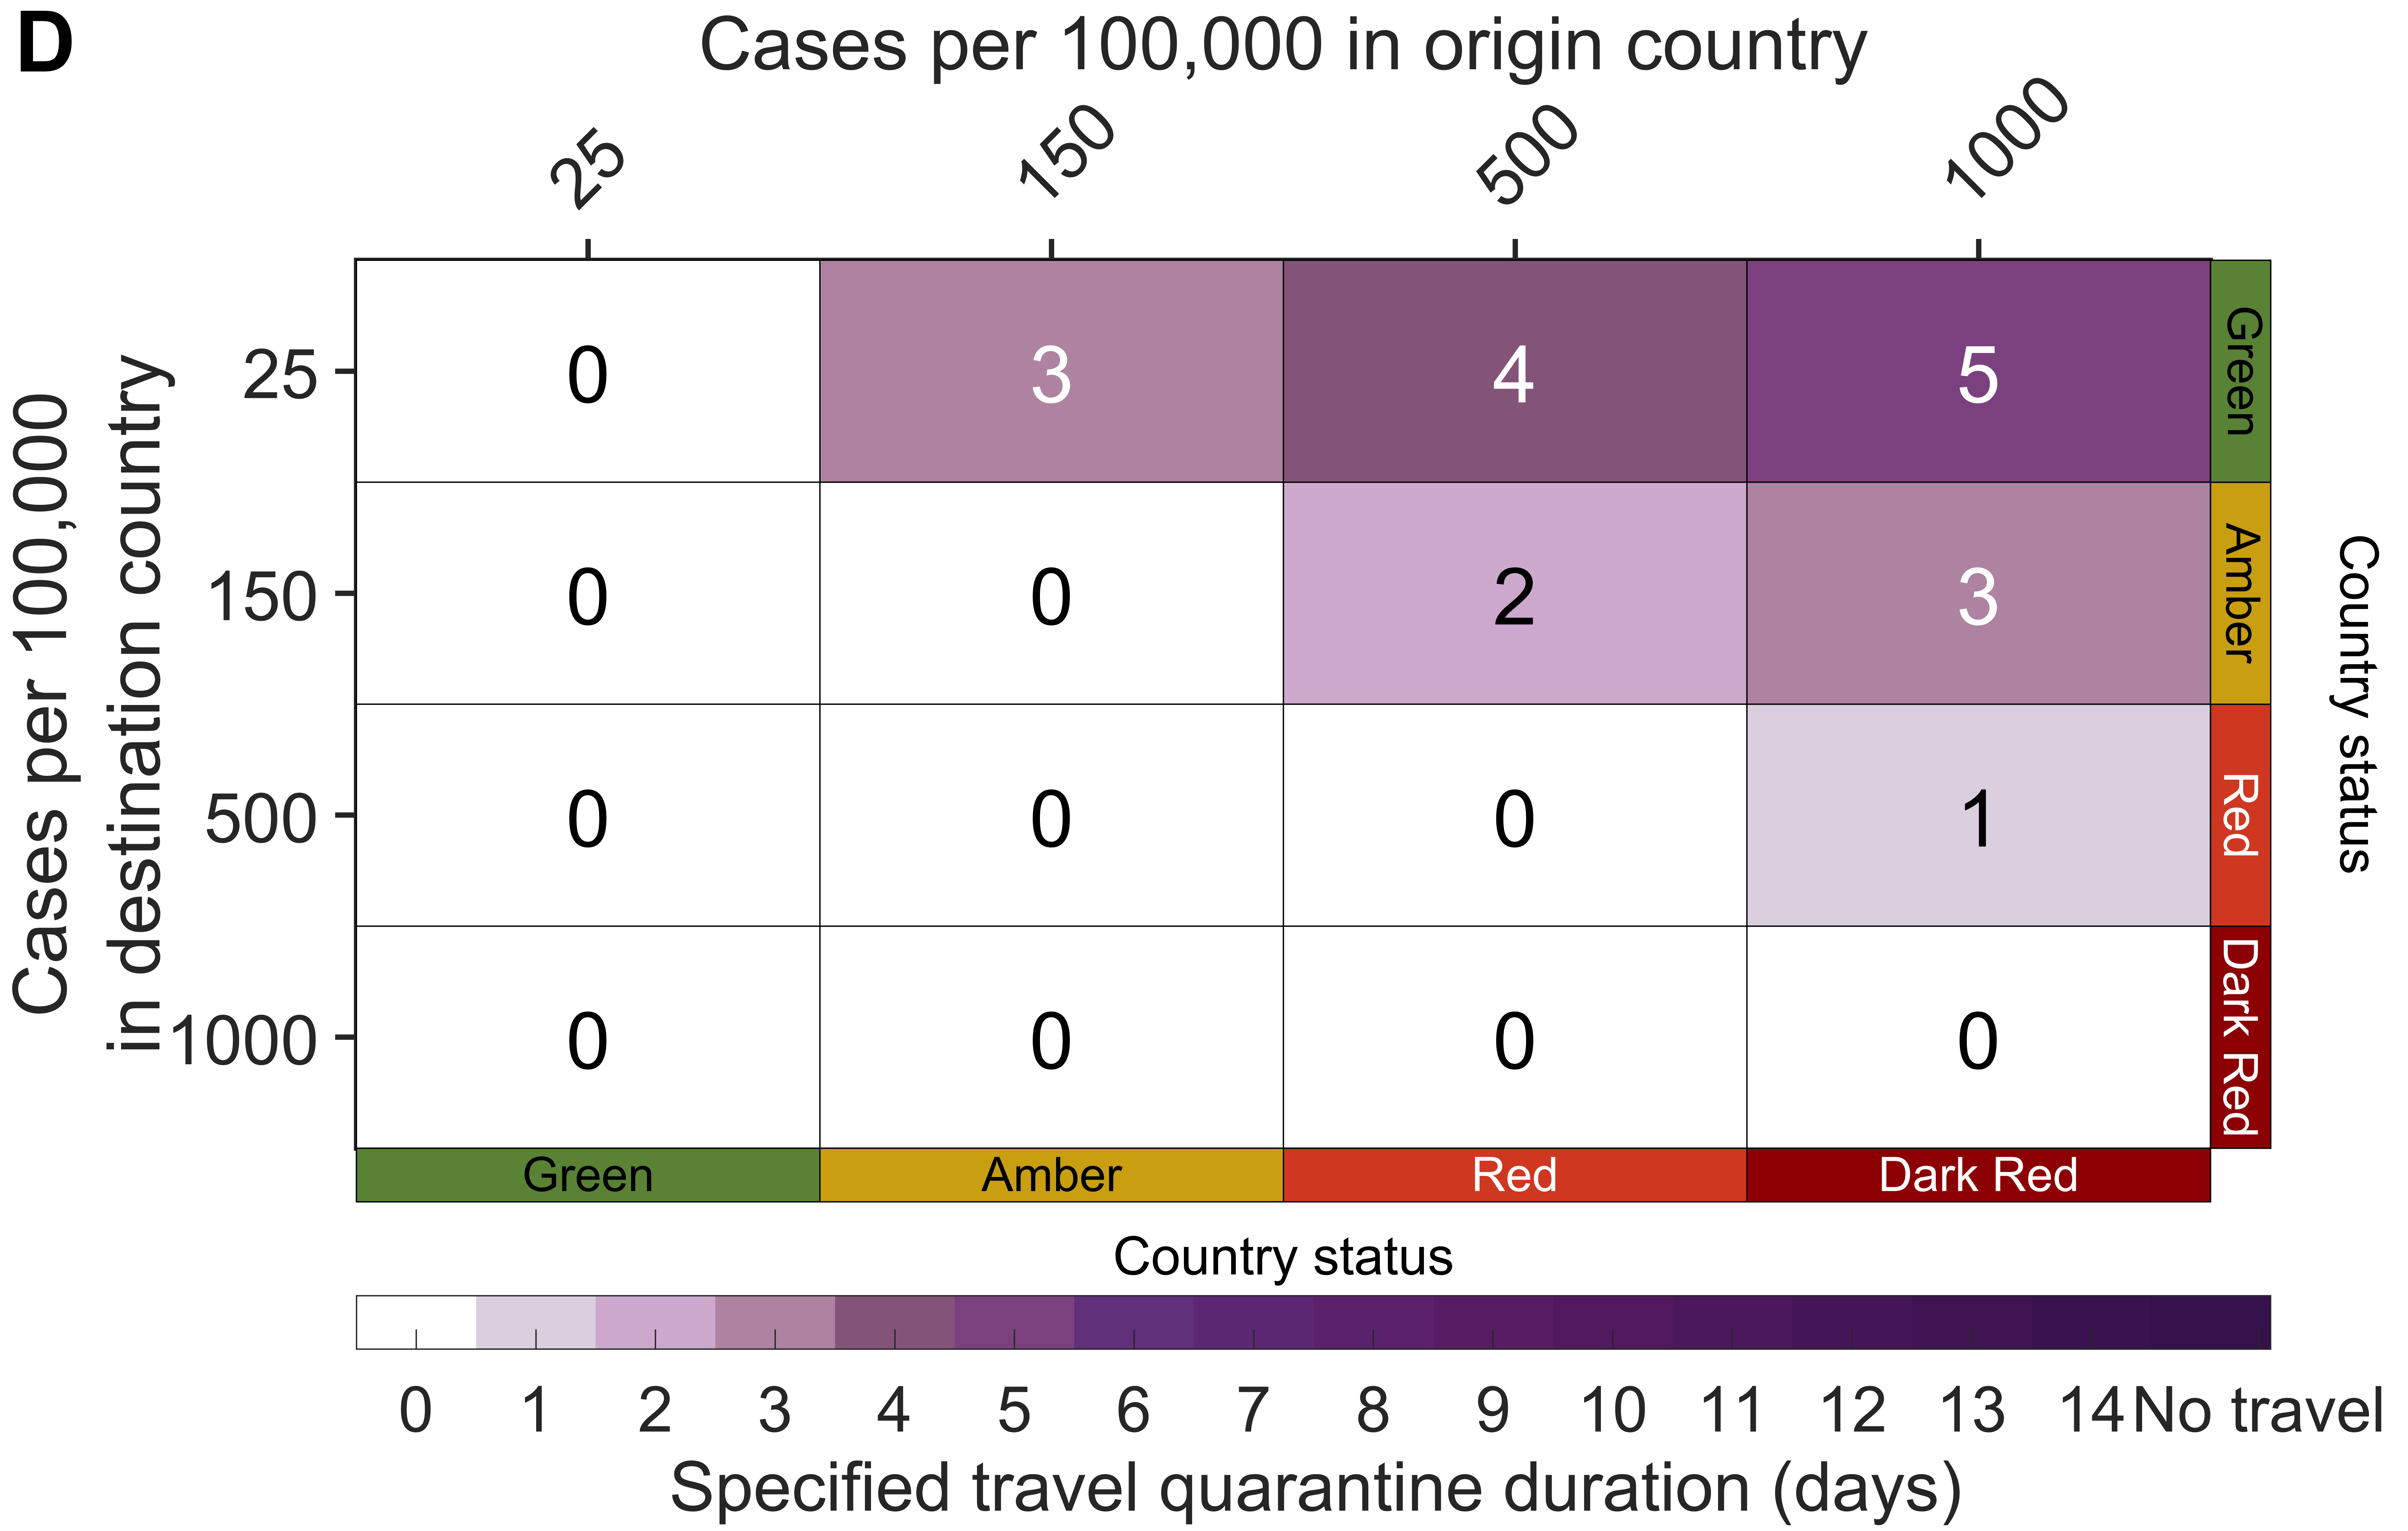 D
Cases per 100,000 in origin country
25 150 500 1000
Cases per 100,000
in destination country
25 0 3 4 5 Green
150 0 0 2 3 Amber
500 0 0 0 1 Red
1000 0 0 0 0 Dark Red
Country status
Green Amber Red Dark Red
Country status
0 1 2 3 4 5 6 7 8 9 10 11 12 13 14 No travel
Specified travel quarantine duration (days)